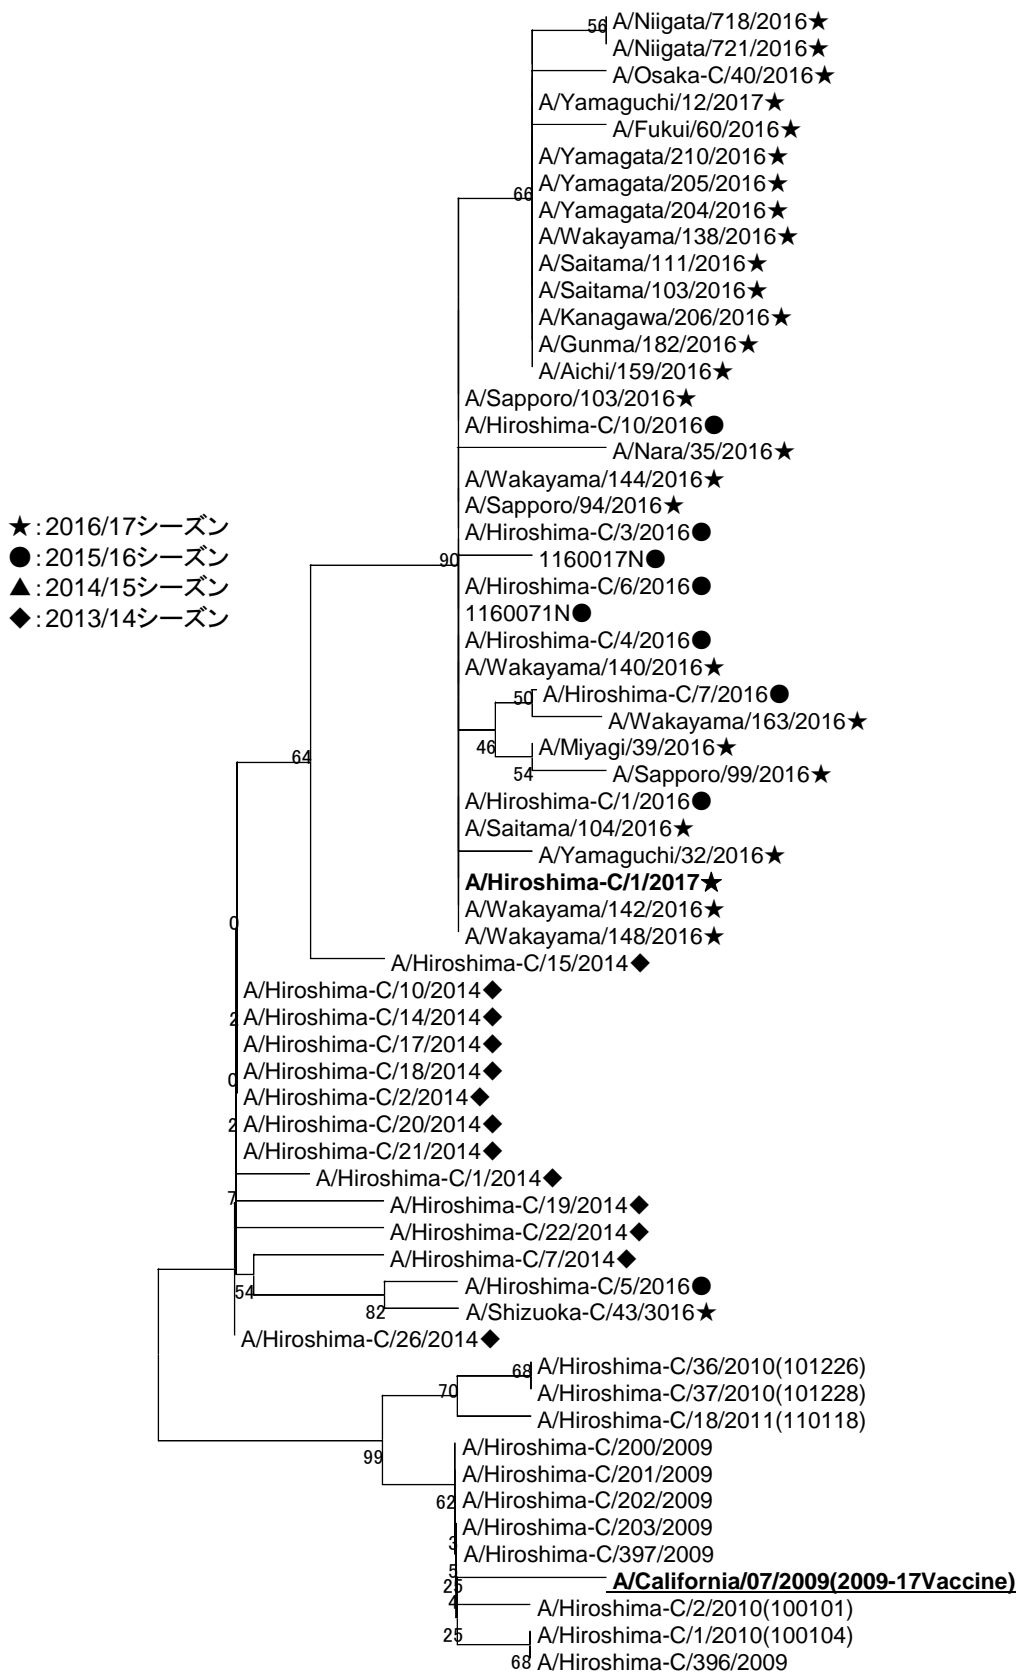 56
A/Niigata/718/2016★
A/Niigata/721/2016★
A/Osaka-C/40/2016★
A/Yamaguchi/12/2017★
A/Fukui/60/2016★
A/Yamagata/210/2016★
A/Yamagata/205/2016★
66
A/Yamagata/204/2016★
A/Wakayama/138/2016★
A/Saitama/111/2016★
A/Saitama/103/2016★
A/Kanagawa/206/2016★
A/Gunma/182/2016★
A/Aichi/159/2016★
A/Sapporo/103/2016★
A/Hiroshima-C/10/2016●
A/Nara/35/2016★
A/Wakayama/144/2016★
A/Sapporo/94/2016★
★:2016/17シーズン
●:2015/16シーズン
▲:2014/15シーズン
◆:2013/14シーズン
A/Hiroshima-C/3/2016●
90
1160017N●
A/Hiroshima-C/6/2016●
1160071N●
A/Hiroshima-C/4/2016●
A/Wakayama/140/2016★
50
A/Hiroshima-C/7/2016●
A/Wakayama/163/2016★
46
A/Miyagi/39/2016★
64
54
A/Sapporo/99/2016★
A/Hiroshima-C/1/2016●
A/Saitama/104/2016★
A/Yamaguchi/32/2016★
A/Hiroshima-C/1/2017★
A/Wakayama/142/2016★
0
A/Wakayama/148/2016★
A/Hiroshima-C/15/2014◆
A/Hiroshima-C/10/2014◆
2
A/Hiroshima-C/14/2014◆
A/Hiroshima-C/17/2014◆
0
A/Hiroshima-C/18/2014◆
A/Hiroshima-C/2/2014◆
2
A/Hiroshima-C/20/2014◆
A/Hiroshima-C/21/2014◆
A/Hiroshima-C/1/2014◆
7
A/Hiroshima-C/19/2014◆
A/Hiroshima-C/22/2014◆
A/Hiroshima-C/7/2014◆
54
A/Hiroshima-C/5/2016●
82
A/Shizuoka-C/43/3016★
A/Hiroshima-C/26/2014◆
68
A/Hiroshima-C/36/2010(101226)
70
A/Hiroshima-C/37/2010(101228)
A/Hiroshima-C/18/2011(110118)
99
A/Hiroshima-C/200/2009
A/Hiroshima-C/201/2009
62
A/Hiroshima-C/202/2009
A/Hiroshima-C/203/2009
3
A/Hiroshima-C/397/2009
5
A/California/07/2009(2009-17Vaccine)
25
4
A/Hiroshima-C/2/2010(100101)
25
A/Hiroshima-C/1/2010(100104)
68
A/Hiroshima-C/396/2009